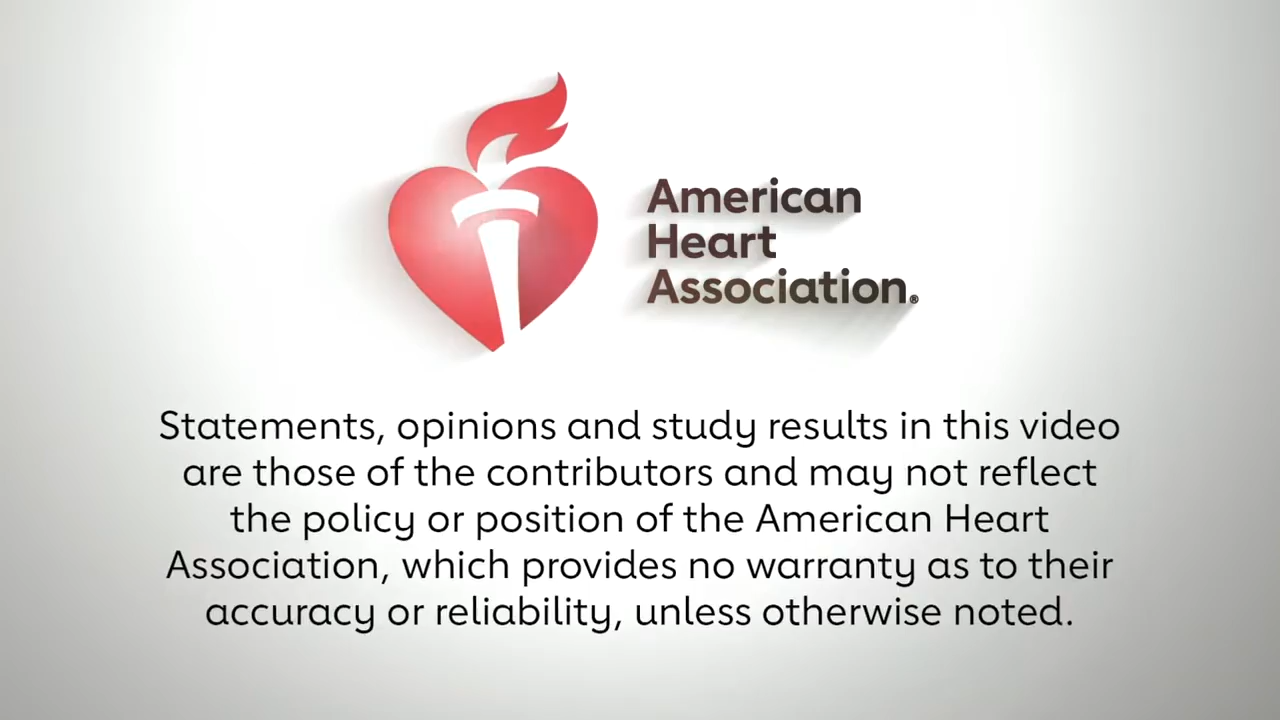 American
Heart
Association.®
Statements, opinions and study results in this video
are those of the contributors and may not reflect
the policy or position of the American Heart
Association, which provides no warranty as to their
accuracy or reliability, unless otherwise noted.